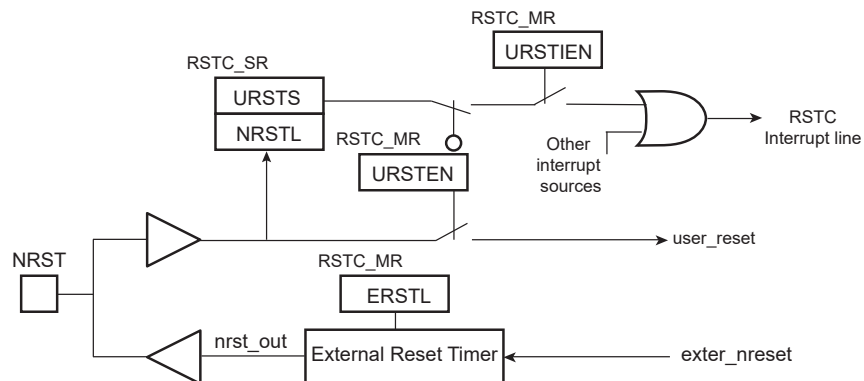 RSTC_MR
URSTIEN
RSTC_SR
URSTS
NRSTL
RSTC_MR
URSTEN
RSTC
Interrupt line
Other
interrupt
sources
user_reset
NRST
RSTC_MR
ERSTL
nrst_out
External Reset Timer
exter_nreset